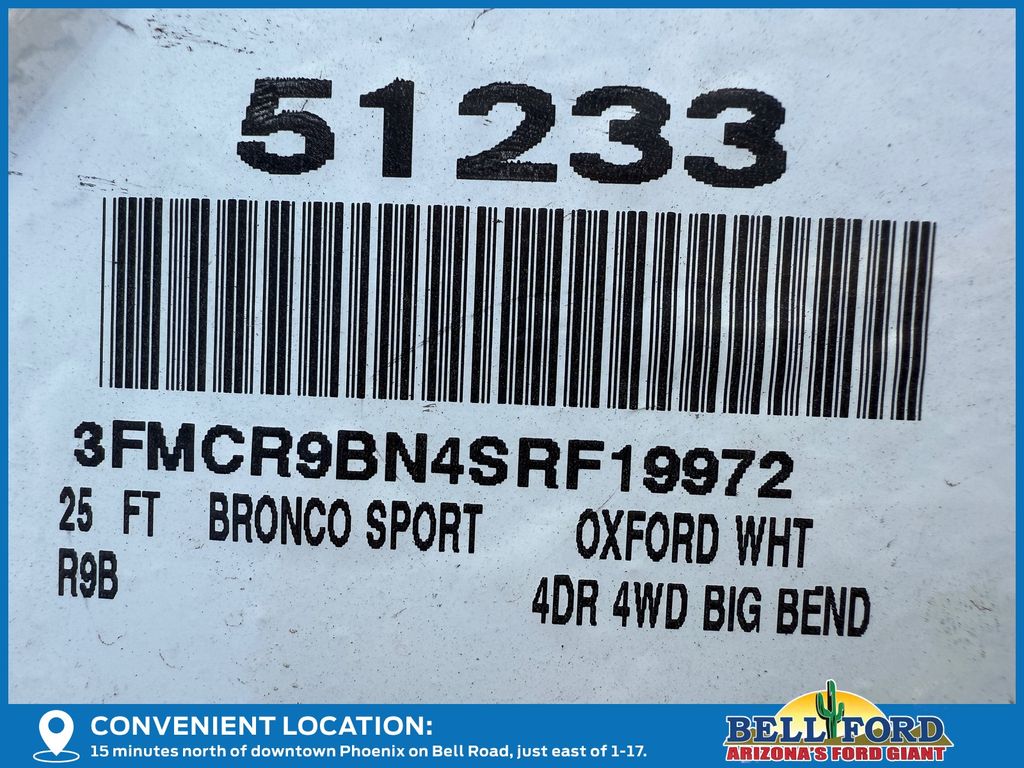 51233
3FMCR9BN4SRF19972
25 FT BRONCO SPORT OXFORD WHT
R9B 4DR 4WD BIG BEND
CONVENIENT LOCATION:
15 minutes north of downtown Phoenix on Bell Road, just east of 1-17.
BELL FORD
ARIZONA'S FORD GIANT